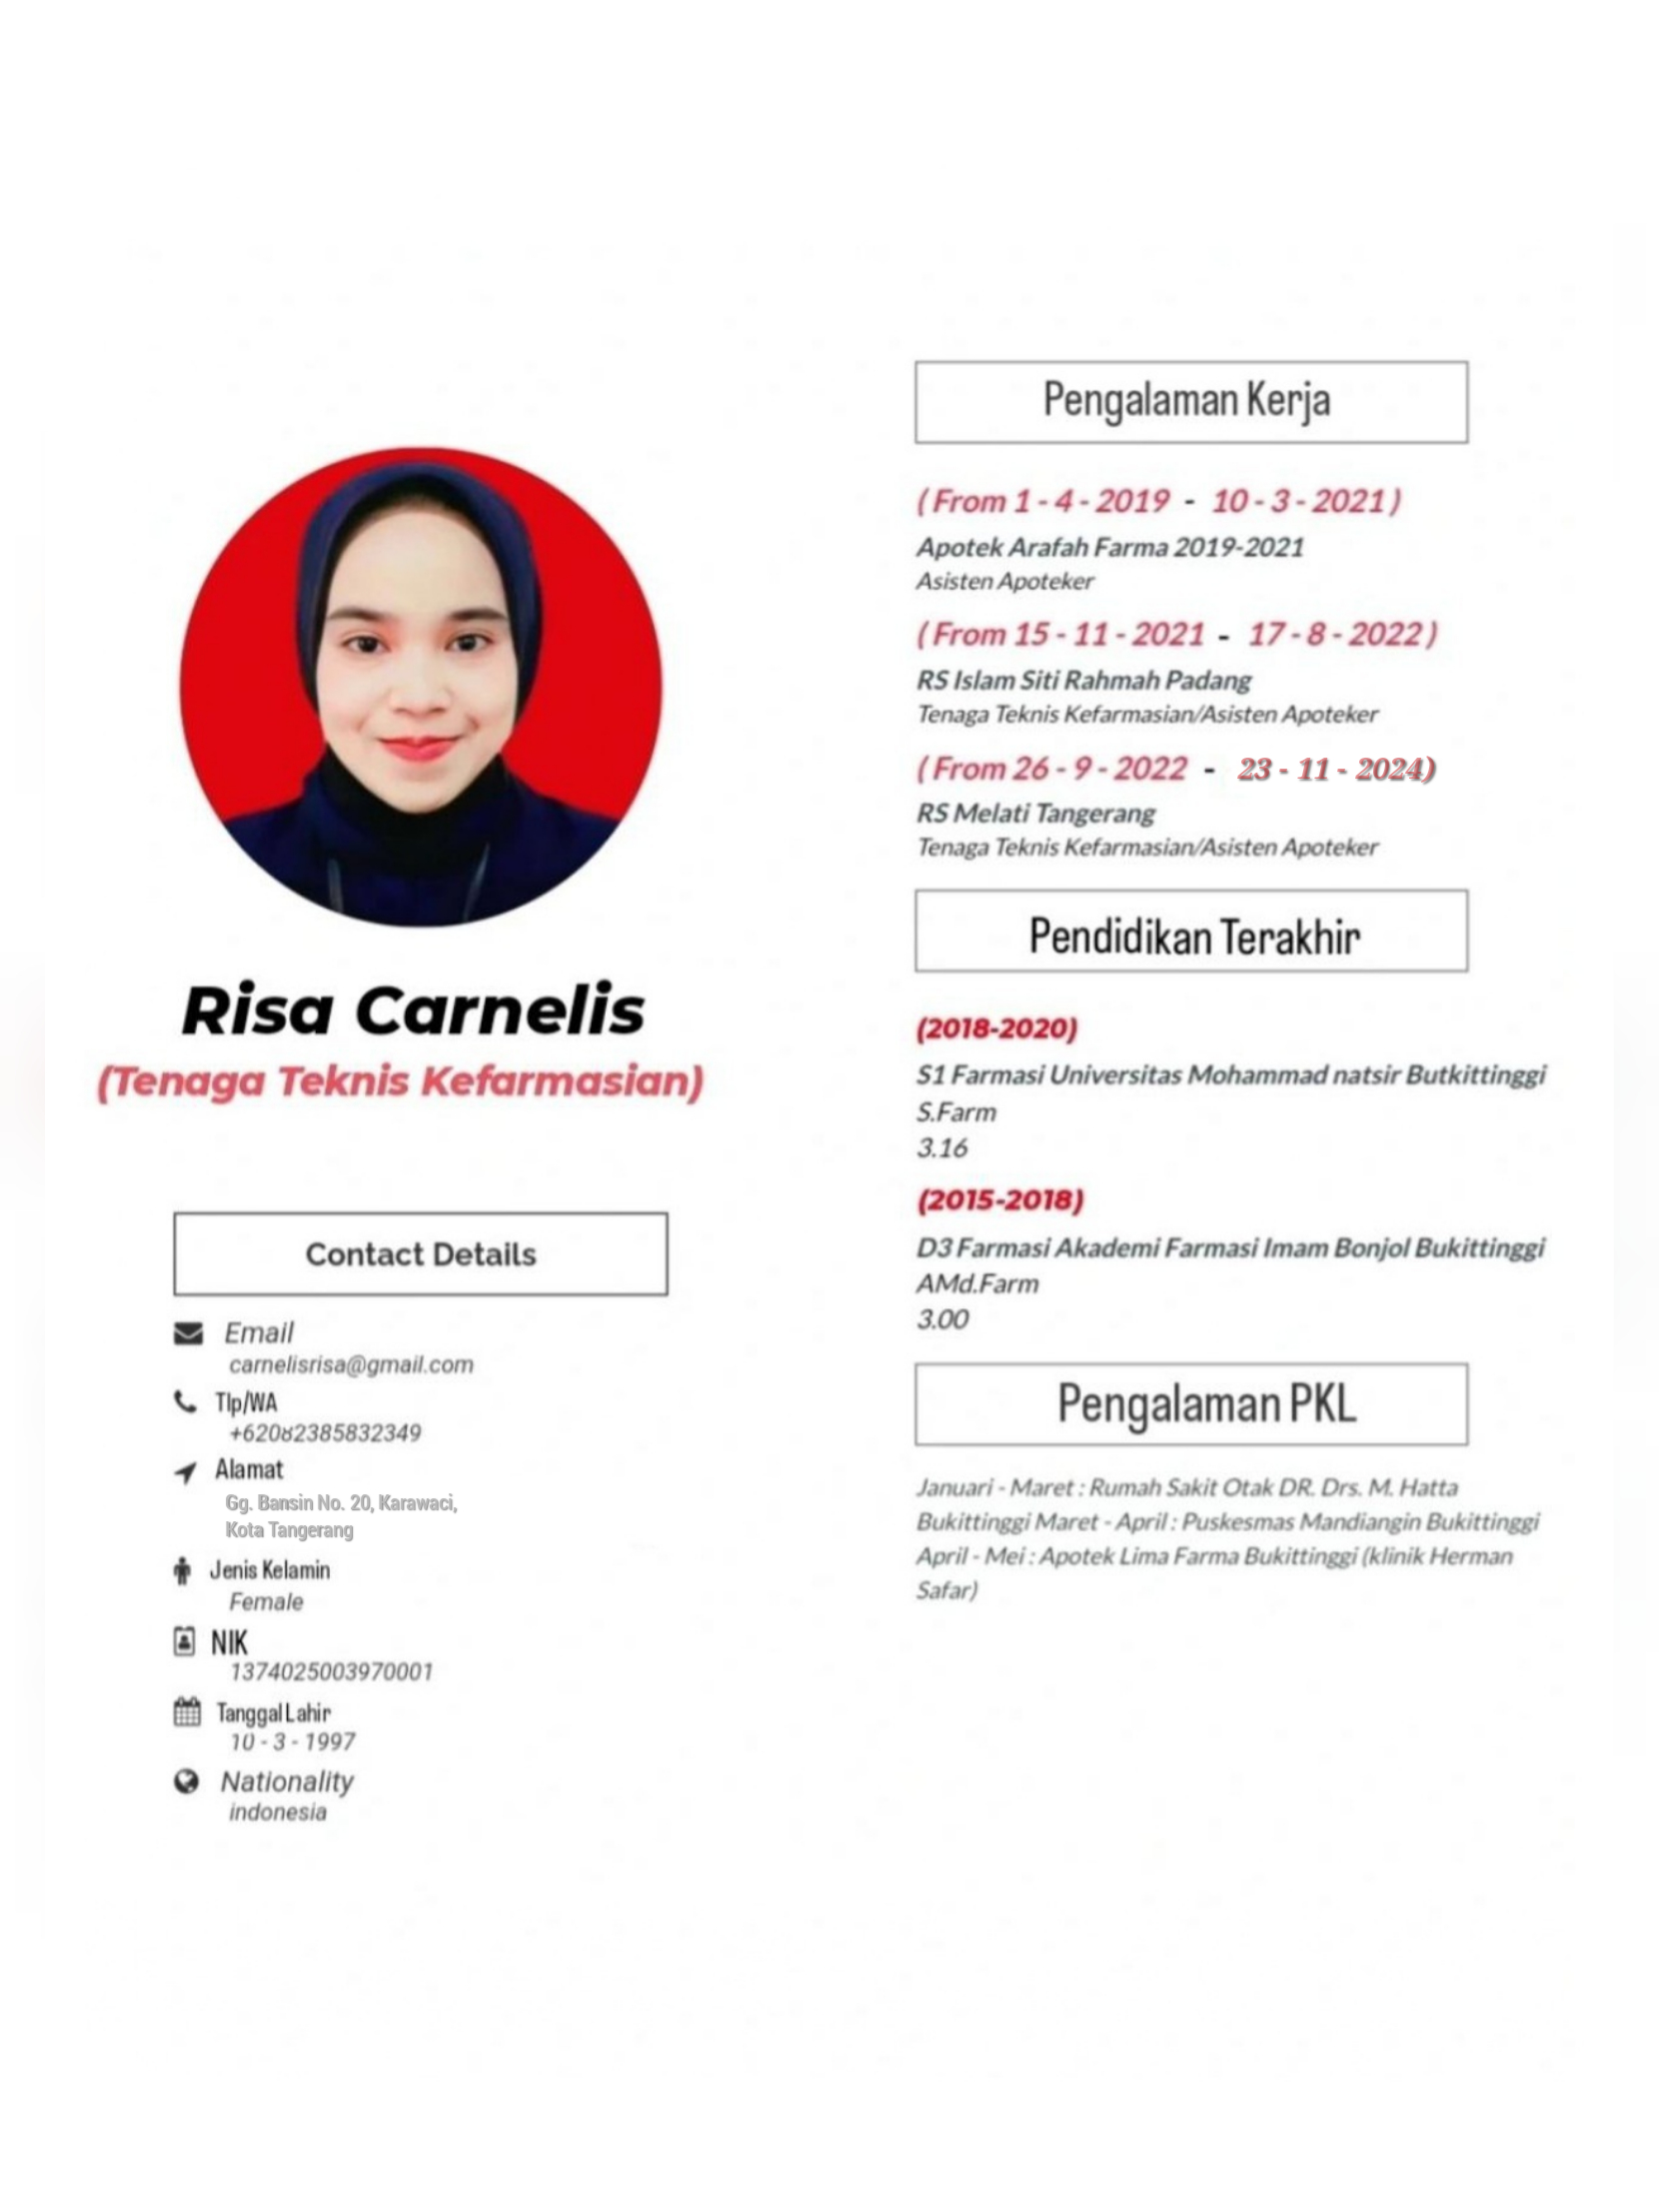 Risa Carnelis
(Tenaga Teknis Kefarmasian)
Contact Details
Email
carnelisrisa@gmail.com
Tlp/WA
+62082385832349
Alamat
Gg. Bansin No. 20, Karawaci,
Kota Tangerang
Jenis Kelamin
Female
NIK
1374025003970001
Tanggal Lahir
10 - 3 - 1997
Nationality
indonesia
Pengalaman Kerja
( From 1 - 4 - 2019 - 10 - 3 - 2021 )
Apotek Arafah Farma 2019-2021
Asisten Apoteker
( From 15 - 11 - 2021 - 17 - 8 - 2022 )
RS Islam Siti Rahmah Padang
Tenaga Teknis Kefarmasian/Asisten Apoteker
( From 26 - 9 - 2022 - 23 - 11 - 2024)
RS Melati Tangerang
Tenaga Teknis Kefarmasian/Asisten Apoteker
Pendidikan Terakhir
(2018-2020)
S1 Farmasi Universitas Mohammad natsir Butkittinggi
S.Farm
3.16
(2015-2018)
D3 Farmasi Akademi Farmasi Imam Bonjol Bukittinggi
AMd.Farm
3.00
Pengalaman PKL
Januari - Maret : Rumah Sakit Otak DR. Drs. M. Hatta
Bukittinggi Maret - April : Puskesmas Mandiangin Bukittinggi
April - Mei : Apotek Lima Farma Bukittinggi (klinik Herman
Safar)